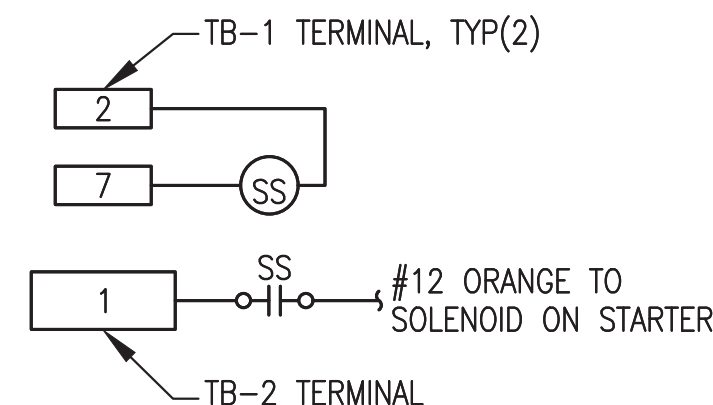 TB-1 TERMINAL, TYP(2)
2
7
SS
SS
1
#12 ORANGE TO
SOLENOID ON STARTER
TB-2 TERMINAL